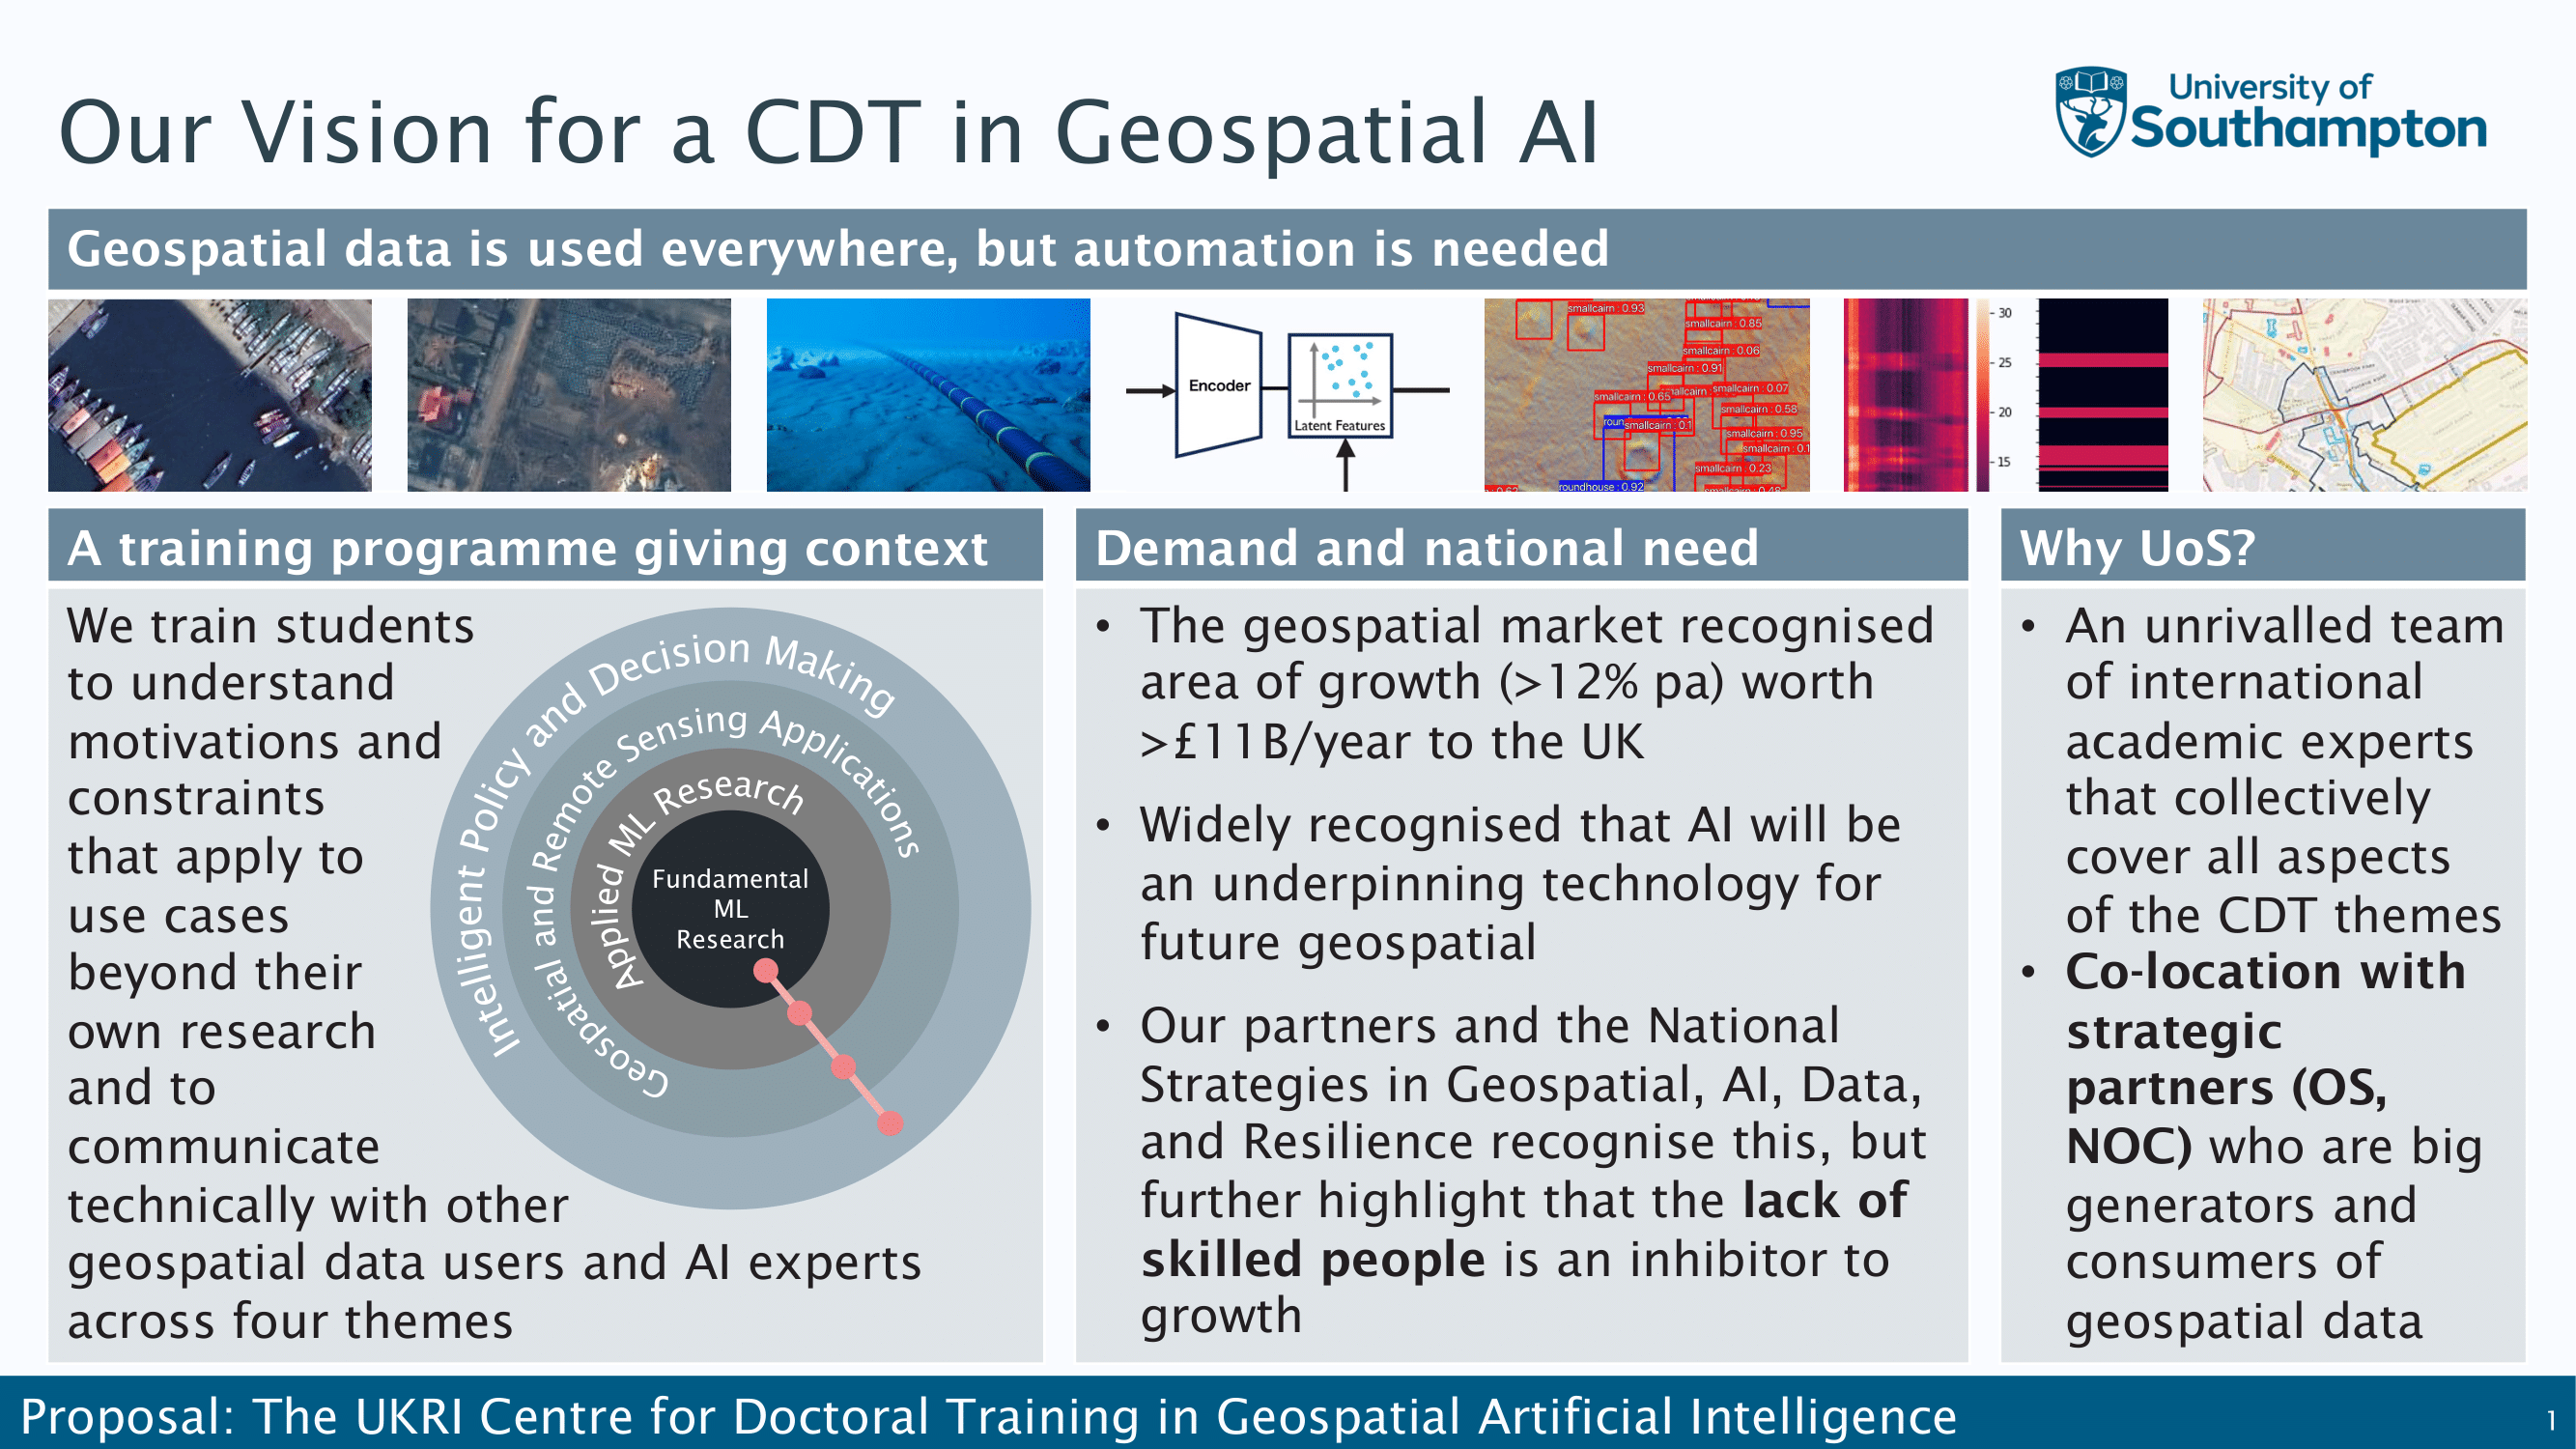 Our Vision for a CDT in Geospatial AI
University of
Southampton
Geospatial data is used everywhere, but automation is needed
Encoder
Latent Features
smallcairn : 0.93
smallcairn : 0.85
smallcairn : 0.06
smallcairn : 0.91
smallcairn : 0.07
smallcairn : 0.65
smallcairn : 0.58
smallcairn : 0.1
smallcairn : 0.95
smallcairn : 0.1
smallcairn : 0.23
roundhouse : 0.92
30
25
20
15
A training programme giving context
We train students
to understand
motivations and
constraints
that apply to
use cases
beyond their
own research
and to
communicate
technically with other
geospatial data users and AI experts
across four themes
Intelligent Policy and Decision Making
Geospatial and Remote Sensing Applications
Applied ML Research
Fundamental
ML
Research
Demand and national need
• The geospatial market recognised
area of growth (>12% pa) worth
>£11B/year to the UK
• Widely recognised that AI will be
an underpinning technology for
future geospatial
• Our partners and the National
Strategies in Geospatial, AI, Data,
and Resilience recognise this, but
further highlight that the lack of
skilled people is an inhibitor to
growth
Why UoS?
• An unrivalled team
of international
academic experts
that collectively
cover all aspects
of the CDT themes
• Co-location with
strategic
partners (OS,
NOC) who are big
generators and
consumers of
geospatial data
Proposal: The UKRI Centre for Doctoral Training in Geospatial Artificial Intelligence
1